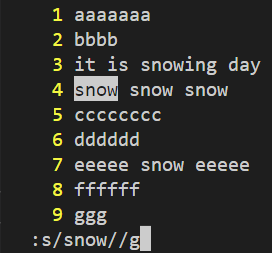 1 aaaaaaa
2 bbbb
3 it is snowing day
4 snow snow snow
5 cccccccc
6 dddddd
7 eeeee snow eeeee
8 ffffff
9 ggg
:s/snow//g